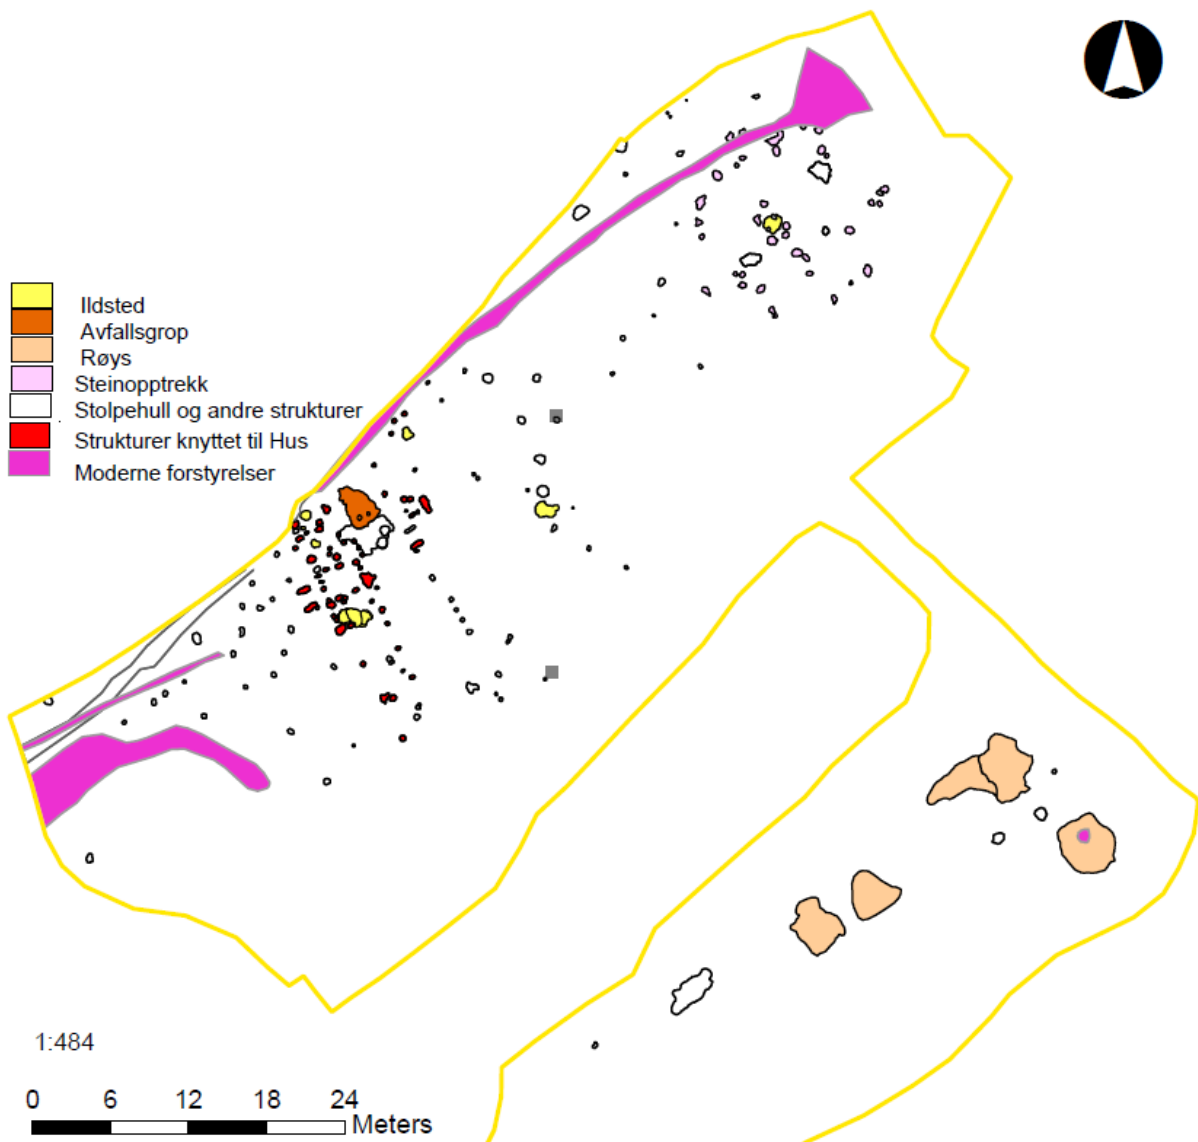 Ildsted
Avfallsgrop
Røys
Steinopptrekk
Stolpehull og andre strukturer
Strukturer knyttet til Hus
Moderne forstyrelser
1:484
0 6 12 18 24
Meters